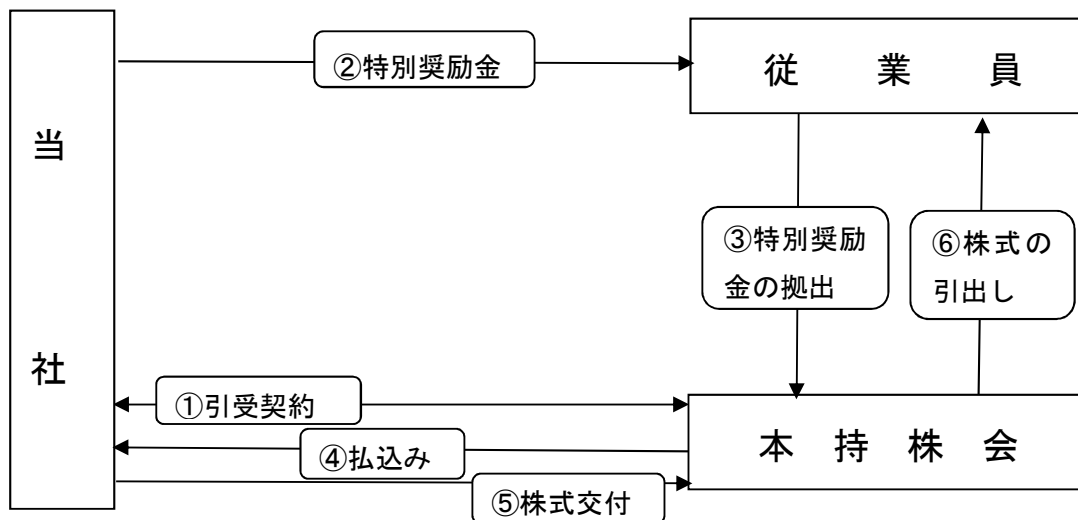 ②特別奨励金
従業員
当社
③特別奨励
金の拠出
⑥株式の
引出し
①引受契約
本持株会
④払込み
⑤株式交付